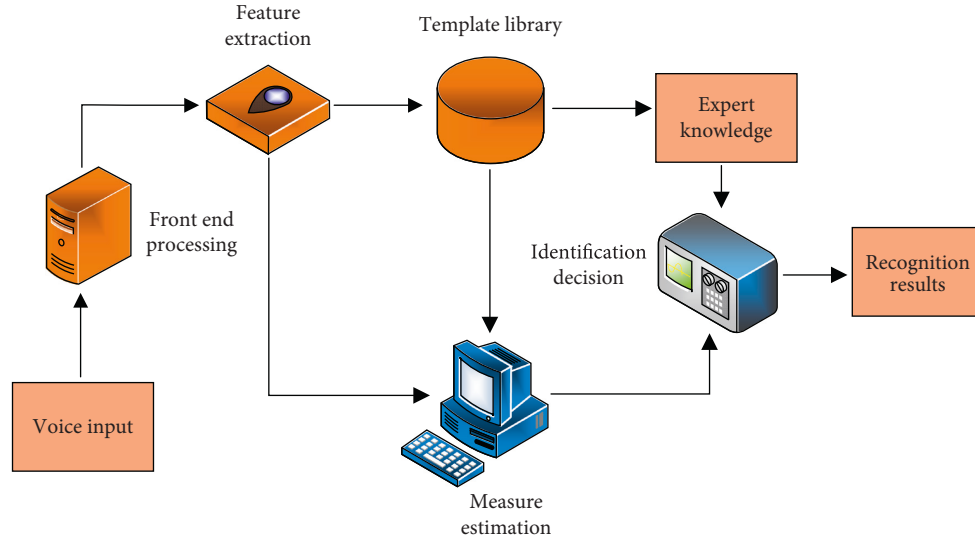 Feature
extraction
Template library
Expert
knowledge
Front end
processing
Identification
decision
Recognition
results
Voice input
Measure
estimation